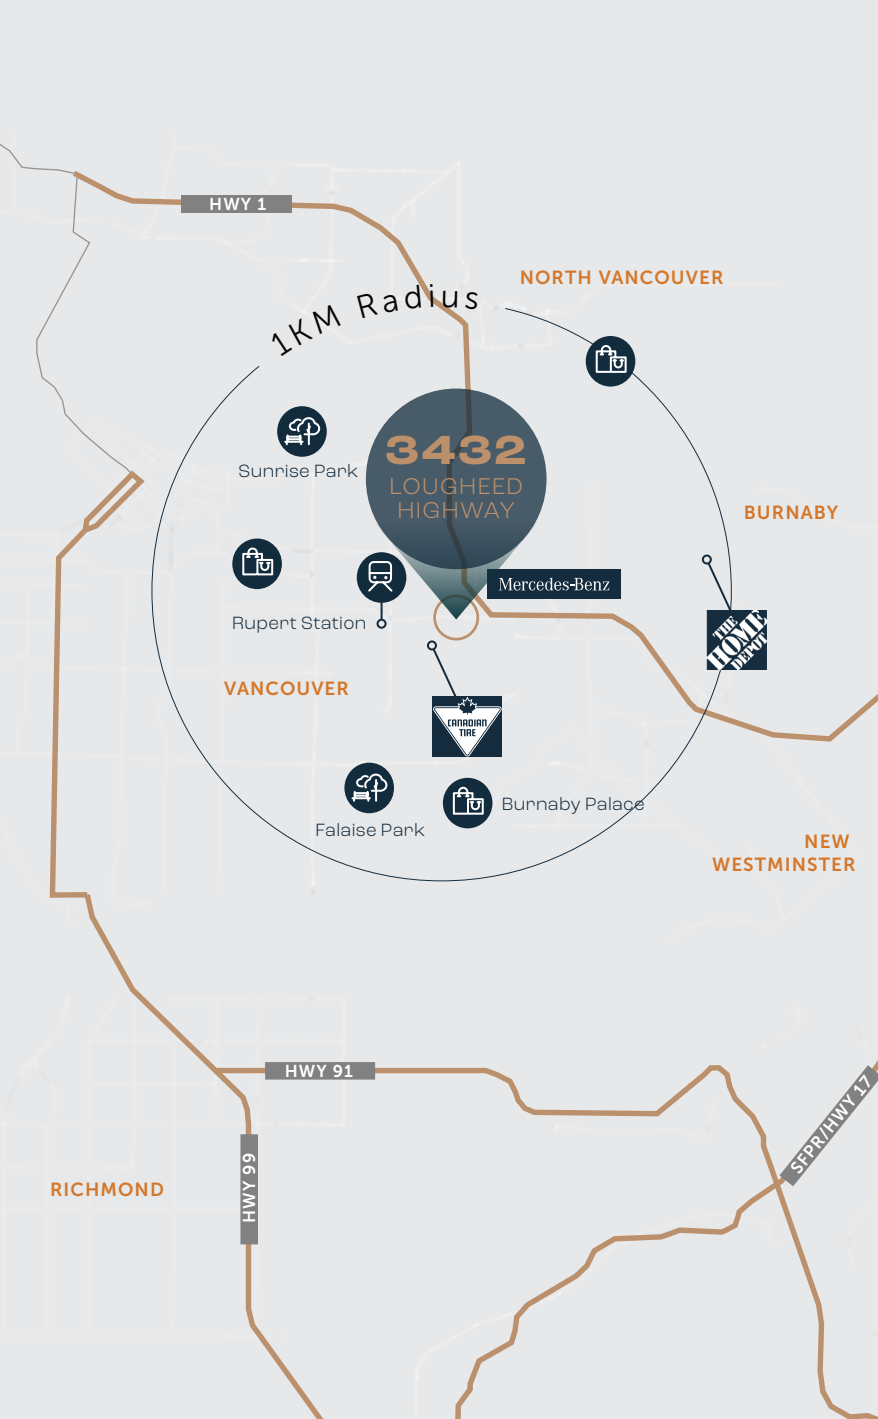 HWY 1
NORTH VANCOUVER
1KM Radius
3432
LOUGHEED
HIGHWAY
Sunrise Park
BURNABY
Mercedes-Benz
Rupert Station
THE
HOME
DEPOT
VANCOUVER
CANADIAN
TIRE
Burnaby Palace
Falaise Park
NEW
WESTMINSTER
HWY 91
SFPR/HWY 17
HWY 99
RICHMOND